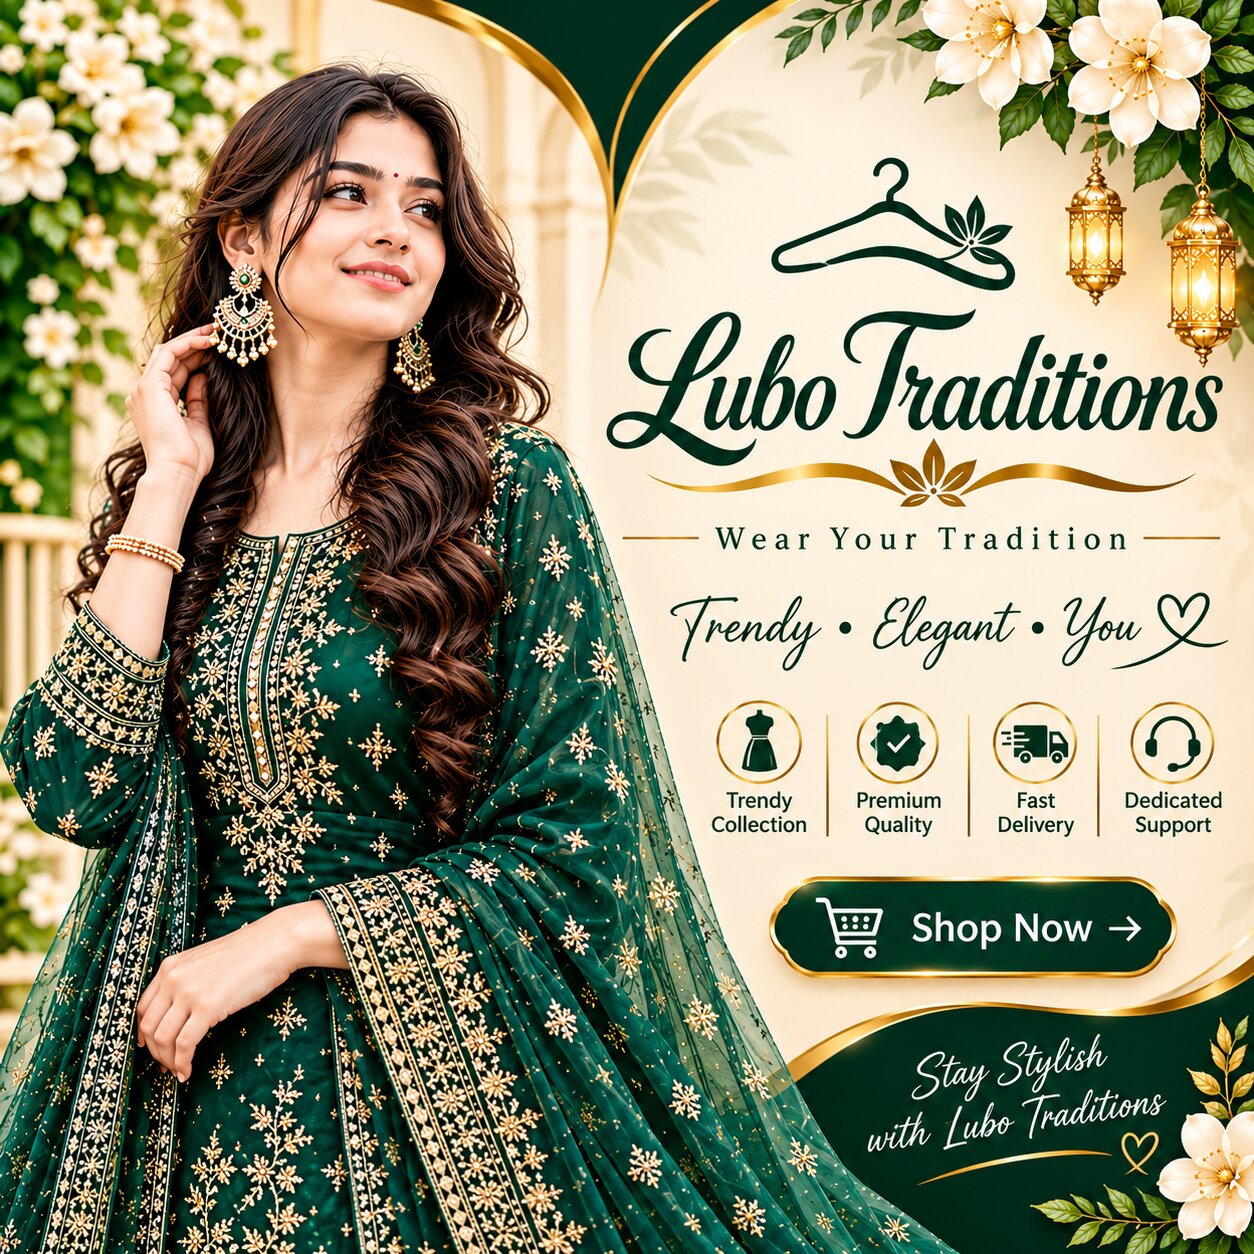 Lubo Traditions
Wear Your Tradition
Trendy • Elegant • You
Trendy
Collection
Premium
Quality
Fast
Delivery
Dedicated
Support
Shop Now →
Stay Stylish
with Lubo Traditions